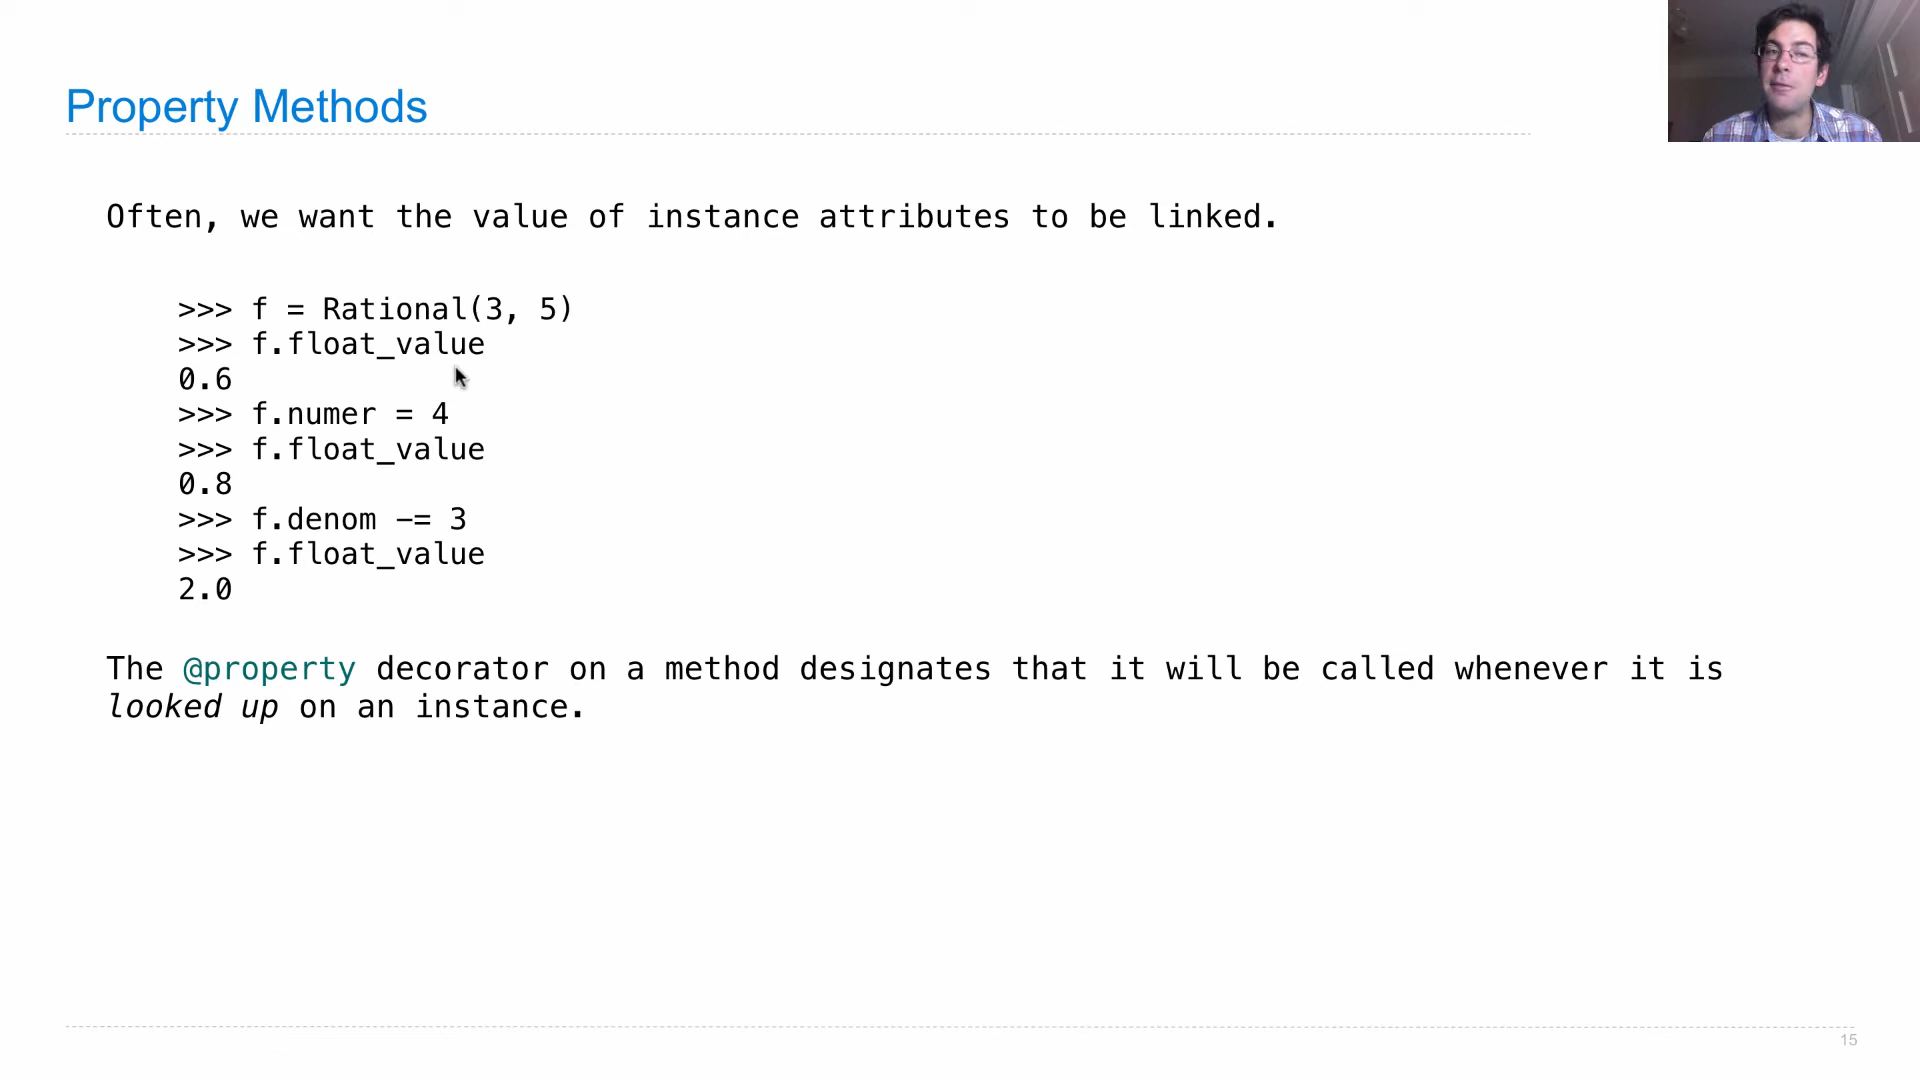 Property Methods
Often, we want the value of instance attributes to be linked.
>>> f = Rational(3, 5)
>>> f.float_value
0.6
>>> f.numer = 4
>>> f.float_value
0.8
>>> f.denom -= 3
>>> f.float_value
2.0
The @property decorator on a method designates that it will be called whenever it is
looked up on an instance.
15